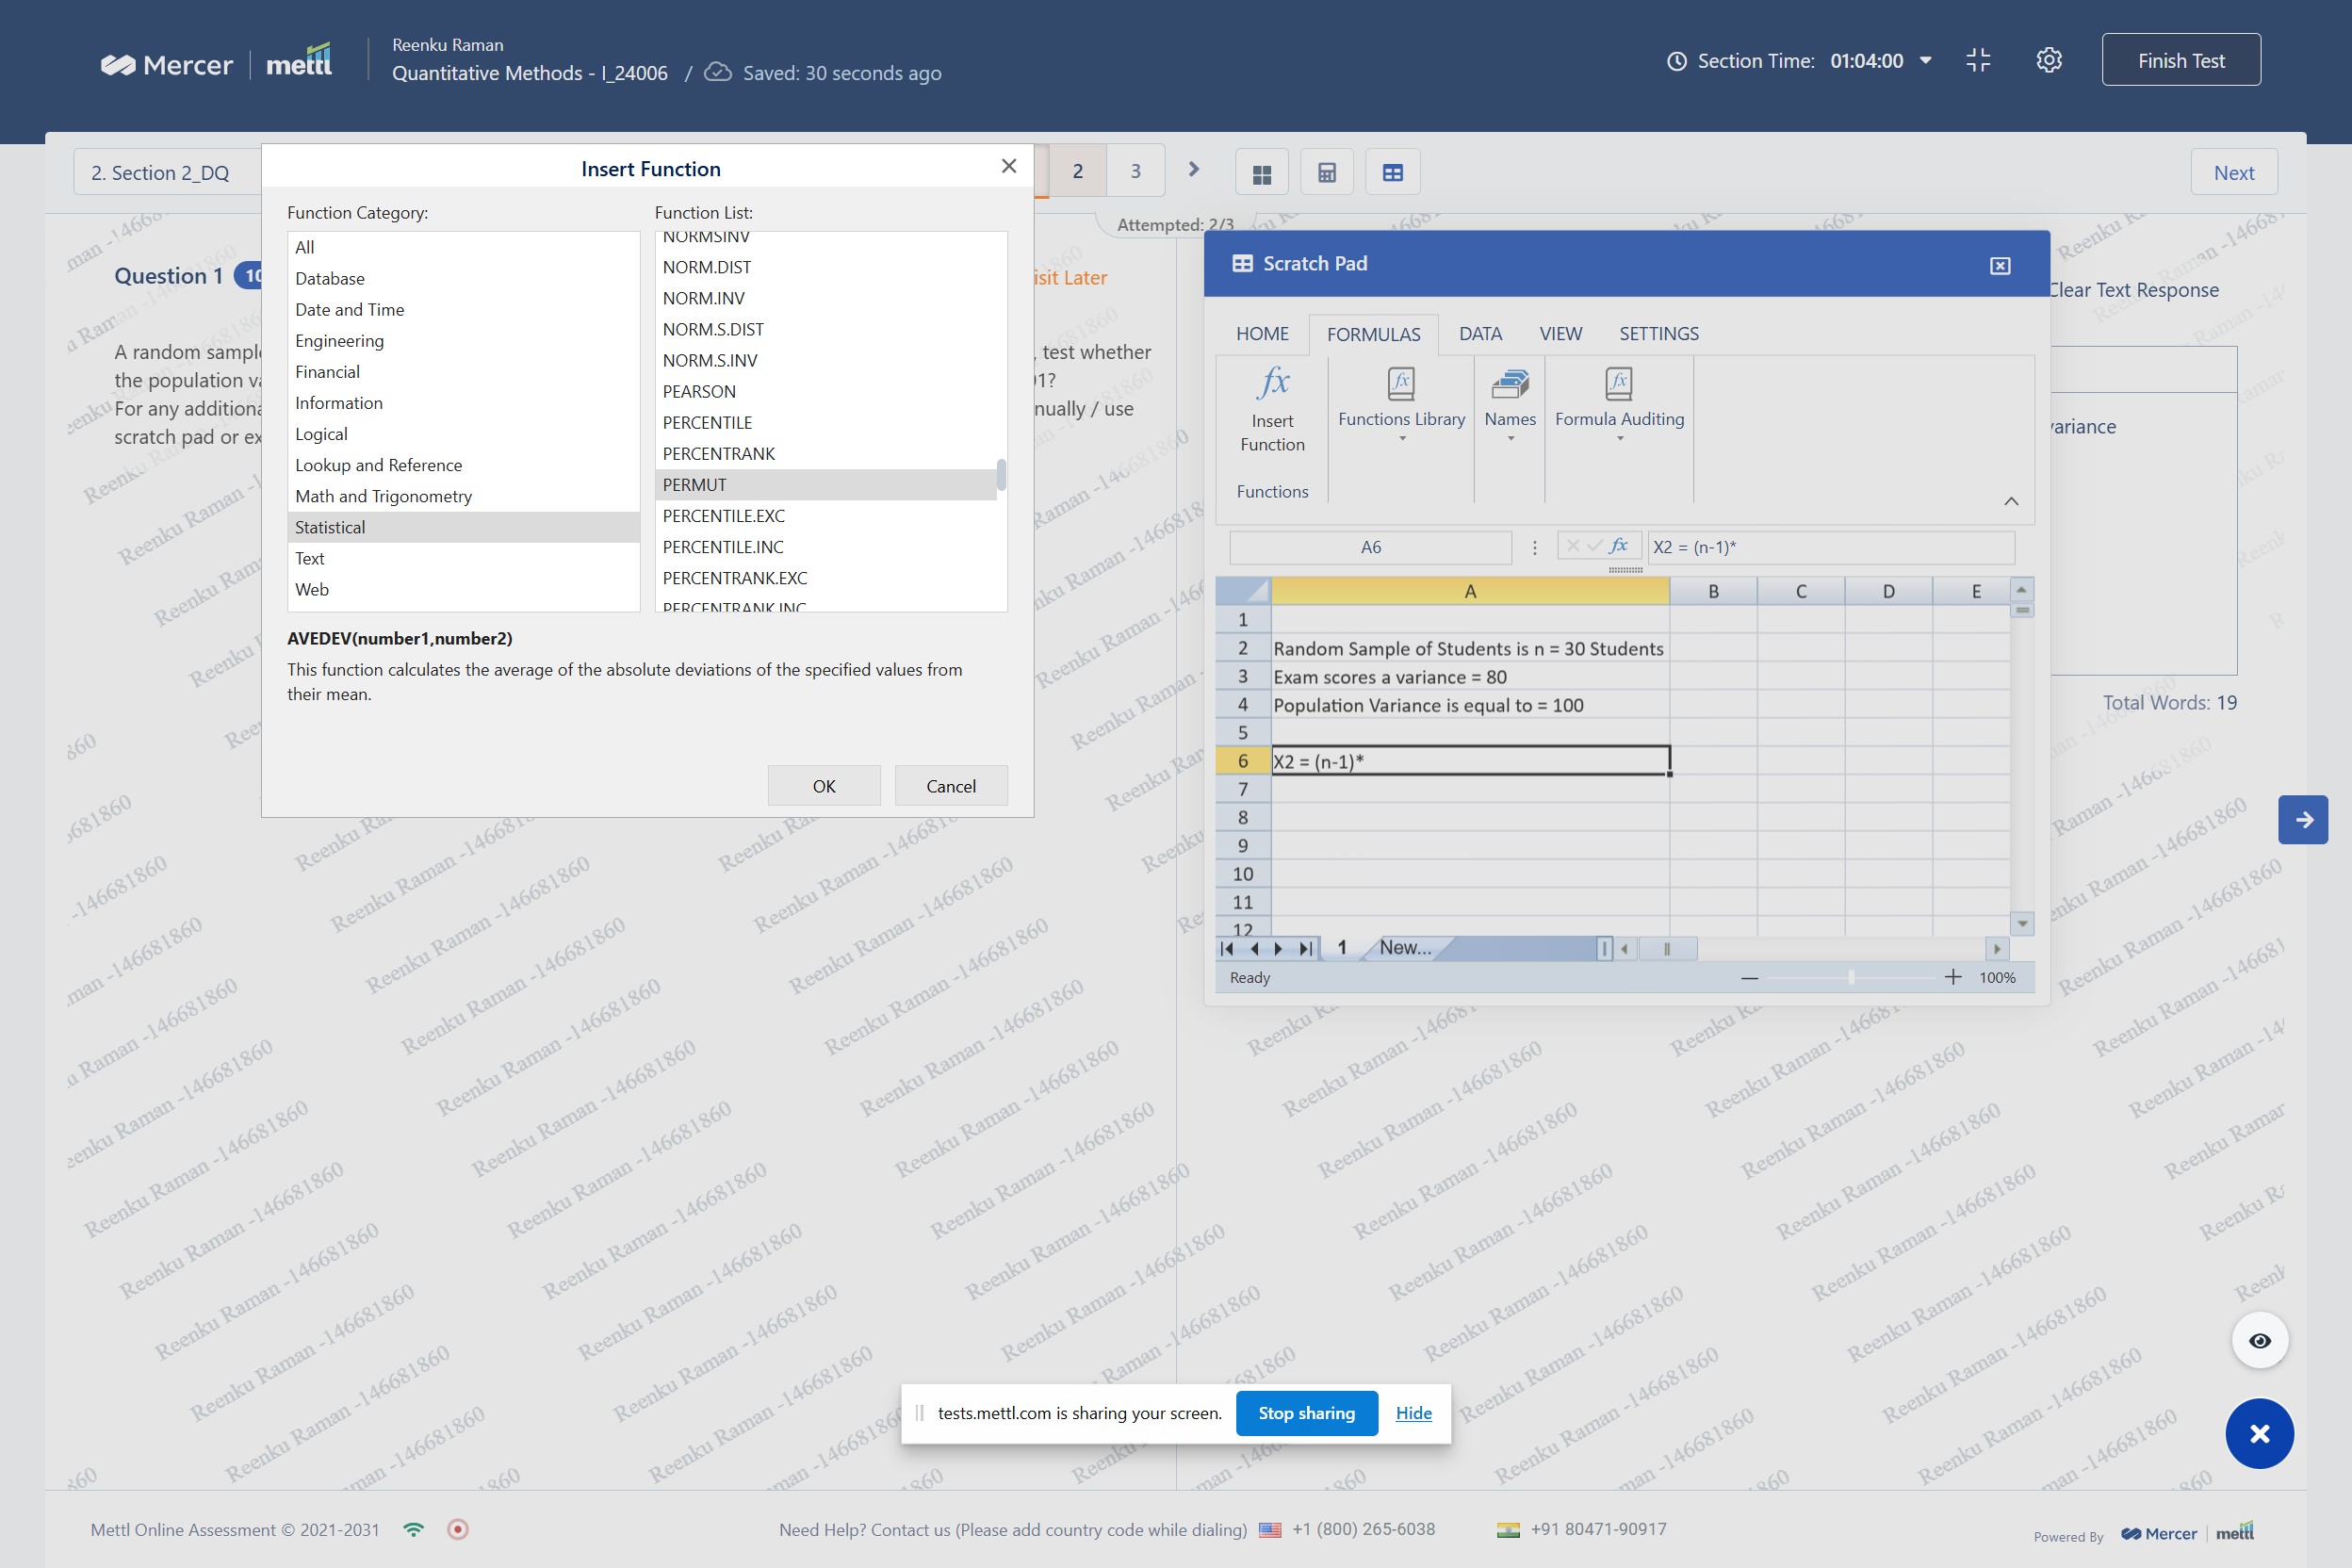 Mercer | mettl
Reenku Raman
Quantitative Methods - I_24006 / Saved: 30 seconds ago
Section Time: 01:04:00
Finish Test
2. Section 2_DQ
2
3
Next
Attempted: 2/3
Question 1
10
isit Later
A random sampl
, test whether
the population va
01?
For any additiona
nually / use
scratch pad or ex
Insert Function
Function Category:
All
Database
Date and Time
Engineering
Financial
Information
Logical
Lookup and Reference
Math and Trigonometry
Statistical
Text
Web
Function List:
NORMSINV
NORM.DIST
NORM.INV
NORM.S.DIST
NORM.S.INV
PEARSON
PERCENTILE
PERCENTRANK
PERMUT
PERCENTILE.EXC
PERCENTILE.INC
PERCENTRANK.EXC
PERCENTRANK.INC
AVEDEV(number1,number2)
This function calculates the average of the absolute deviations of the specified values from
their mean.
OK
Cancel
Scratch Pad
HOME FORMULAS DATA VIEW SETTINGS
Insert
Function
Functions Library
Names
Formula Auditing
Functions
A6
fx
X2 = (n-1)*
A B C D E
1
2 Random Sample of Students is n = 30 Students
3 Exam scores a variance = 80
4 Population Variance is equal to = 100
5
6 X2 = (n-1)*
7
8
9
10
11
12
1 New...
Ready
100%
Clear Text Response
variance
Total Words: 19
Reenku Raman -146681860
tests.mettl.com is sharing your screen.
Stop sharing
Hide
Mettl Online Assessment © 2021-2031
Need Help? Contact us (Please add country code while dialing) +1 (800) 265-6038 +91 80471-90917
Powered By Mercer | mettl